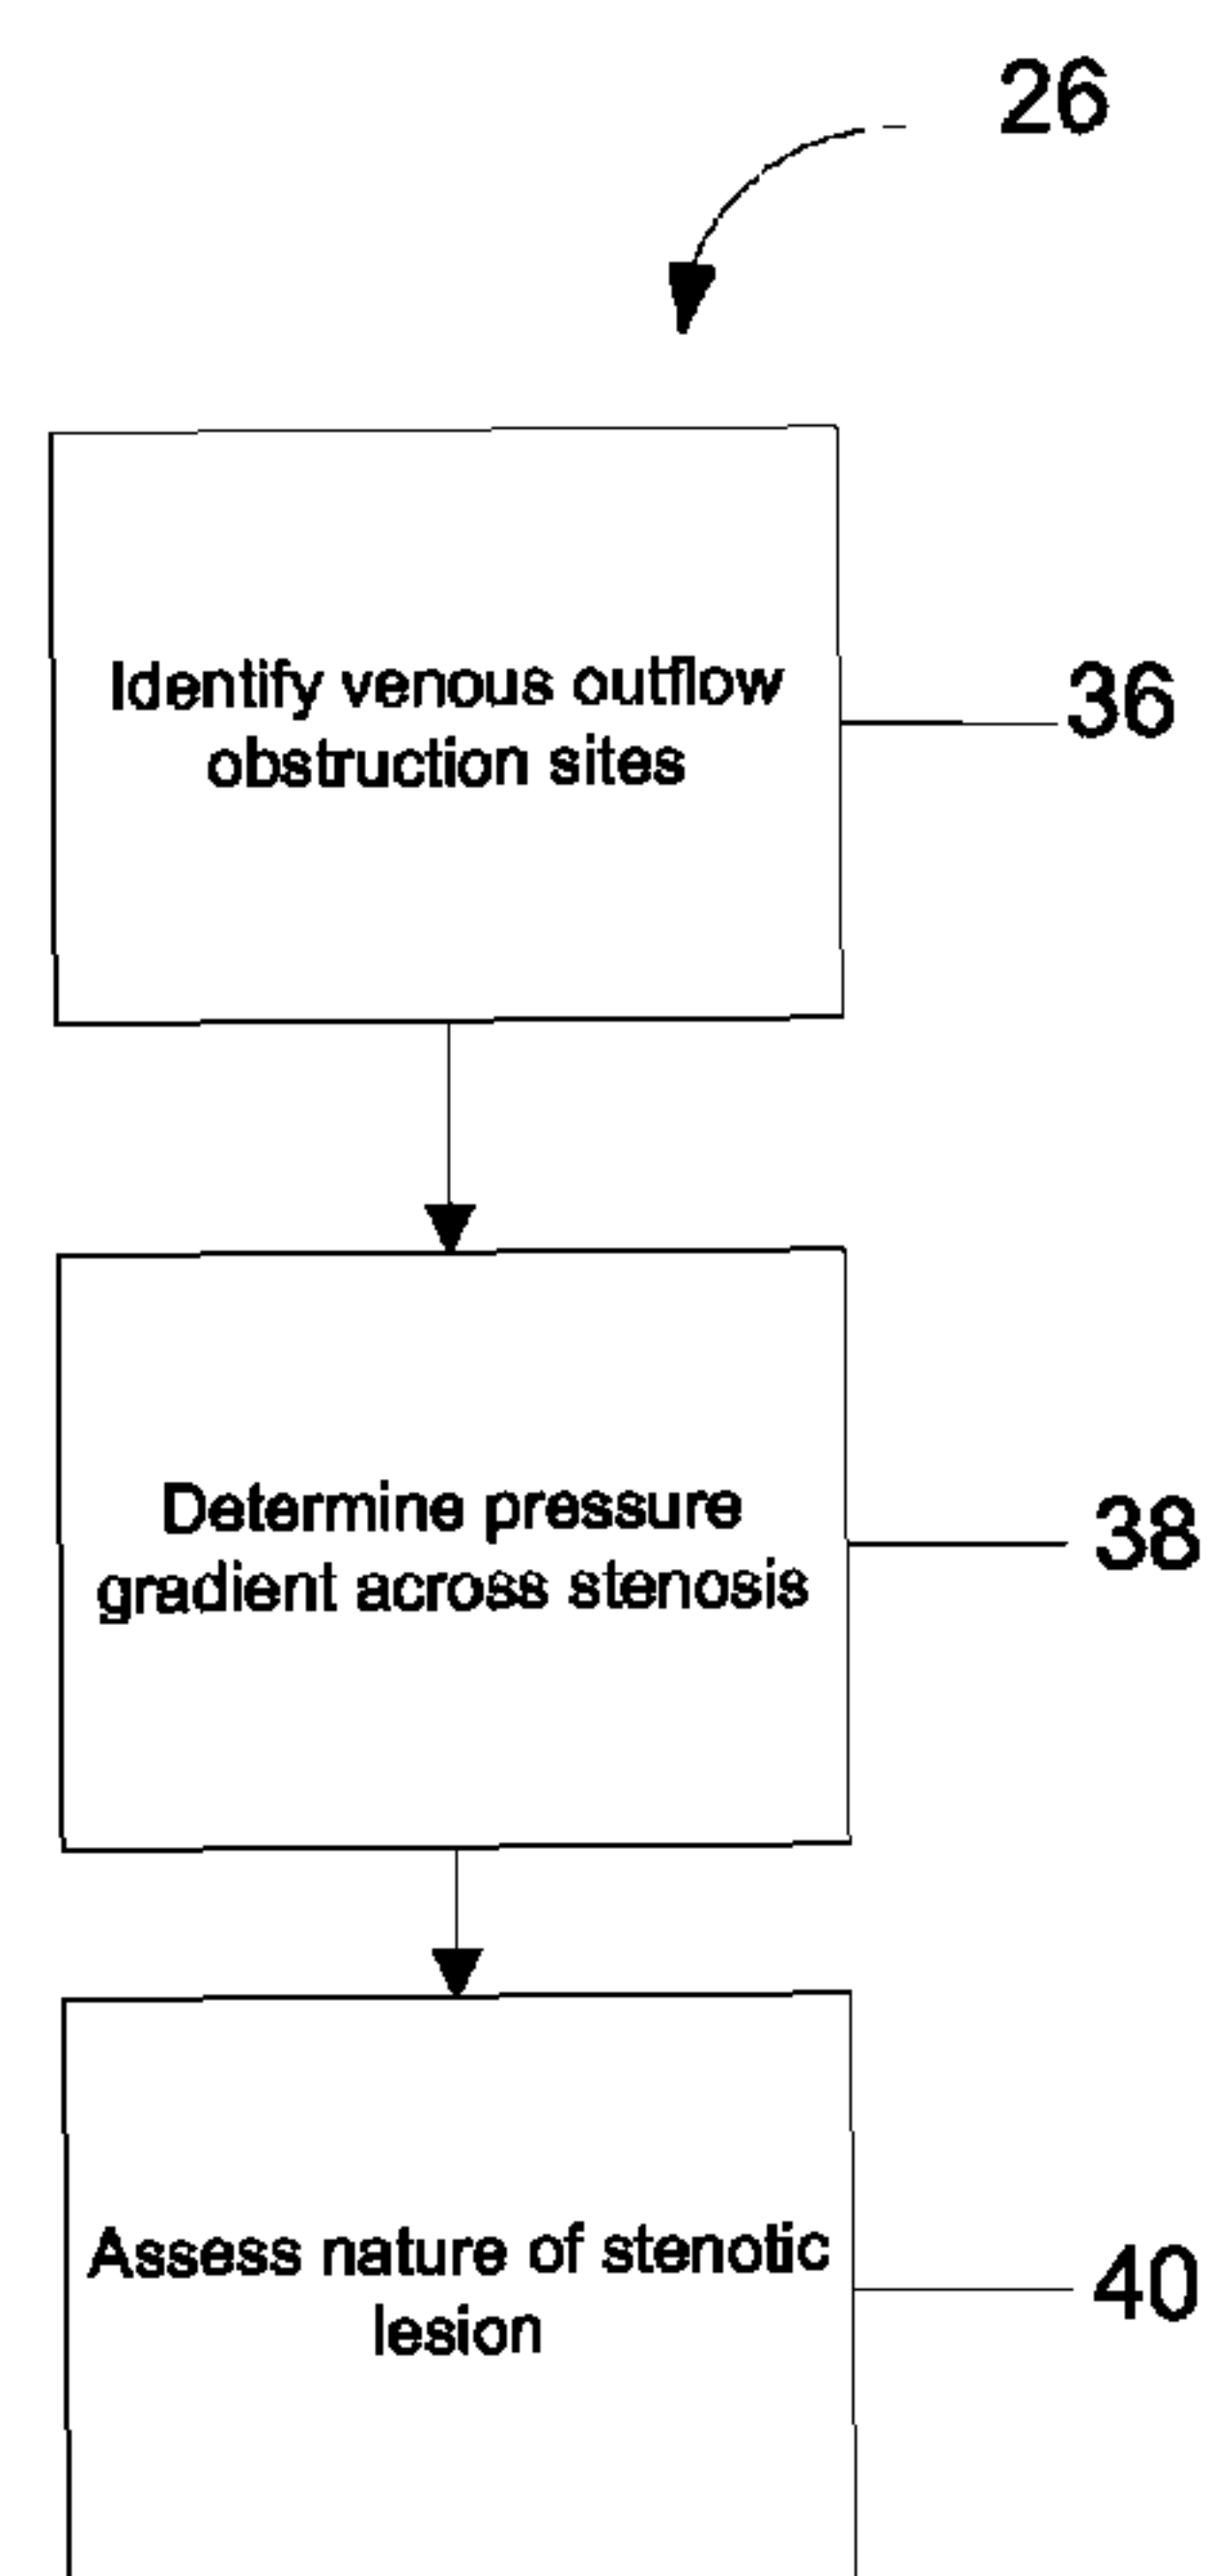 26
Identify venous outflow
obstruction sites
36
Determine pressure
gradient across stenosis
38
Assess nature of stenotic
lesion
40